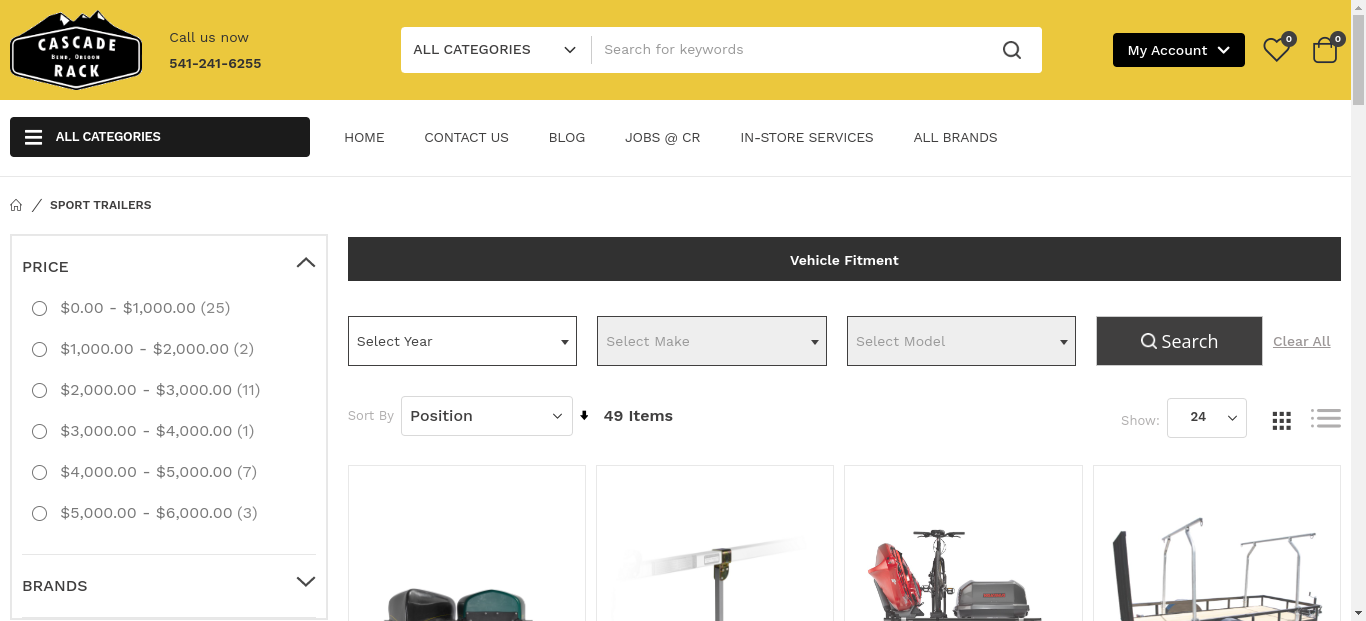 CASCADE
Bend, Oregon
RACK
Call us now
541-241-6255
ALL CATEGORIES
Search for keywords
My Account
0
0
ALL CATEGORIES
HOME
CONTACT US
BLOG
JOBS @ CR
IN-STORE SERVICES
ALL BRANDS
SPORT TRAILERS
PRICE
$0.00 - $1,000.00 (25)
$1,000.00 - $2,000.00 (2)
$2,000.00 - $3,000.00 (11)
$3,000.00 - $4,000.00 (1)
$4,000.00 - $5,000.00 (7)
$5,000.00 - $6,000.00 (3)
BRANDS
Vehicle Fitment
Select Year
Select Make
Select Model
Search
Clear All
Sort By
Position
49 Items
Show:
24